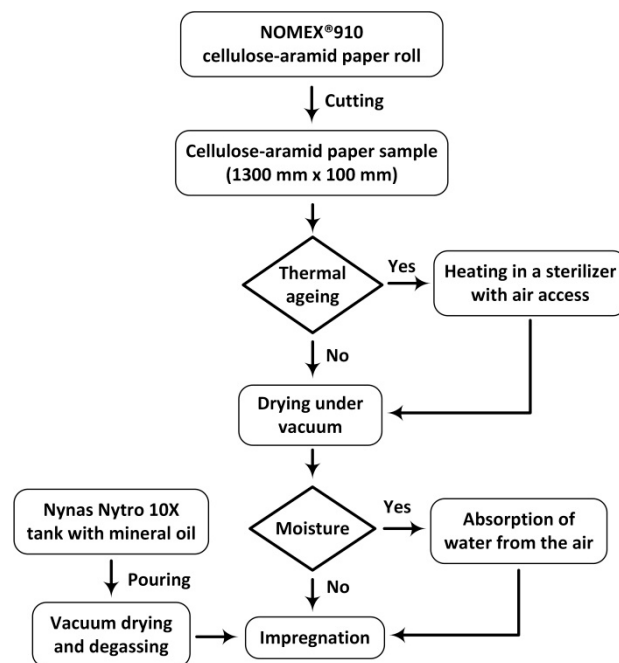 NOMEX®910
cellulose-aramid paper roll
Cutting
Cellulose-aramid paper sample
(1300 mm x 100 mm)
Thermal
ageing
Yes
Heating in a sterilizer
with air access
No
Drying under
vacuum
Nynas Nytro 10X
tank with mineral oil
Moisture
Yes
Absorption of
water from the air
Pouring
No
Vacuum drying
and degassing
Impregnation